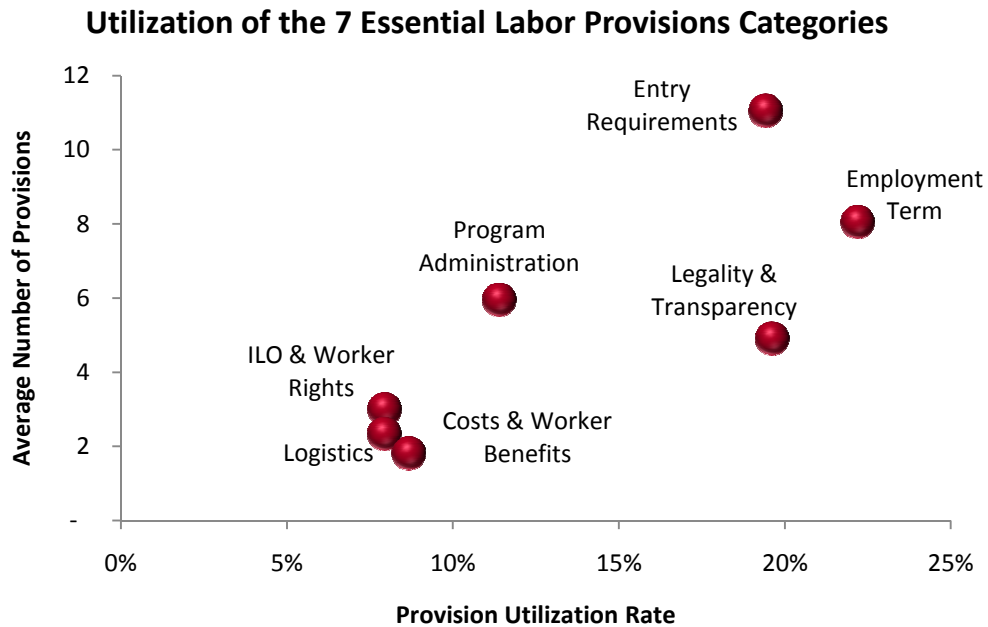 Utilization of the 7 Essential Labor Provisions Categories
Average Number of Provisions
12
10
8
6
4
2
-
Entry
Requirements
Employment
Term
Program
Administration
Legality &
Transparency
ILO & Worker
Rights
Logistics
Costs & Worker
Benefits
0%
5%
10%
15%
20%
25%
Provision Utilization Rate